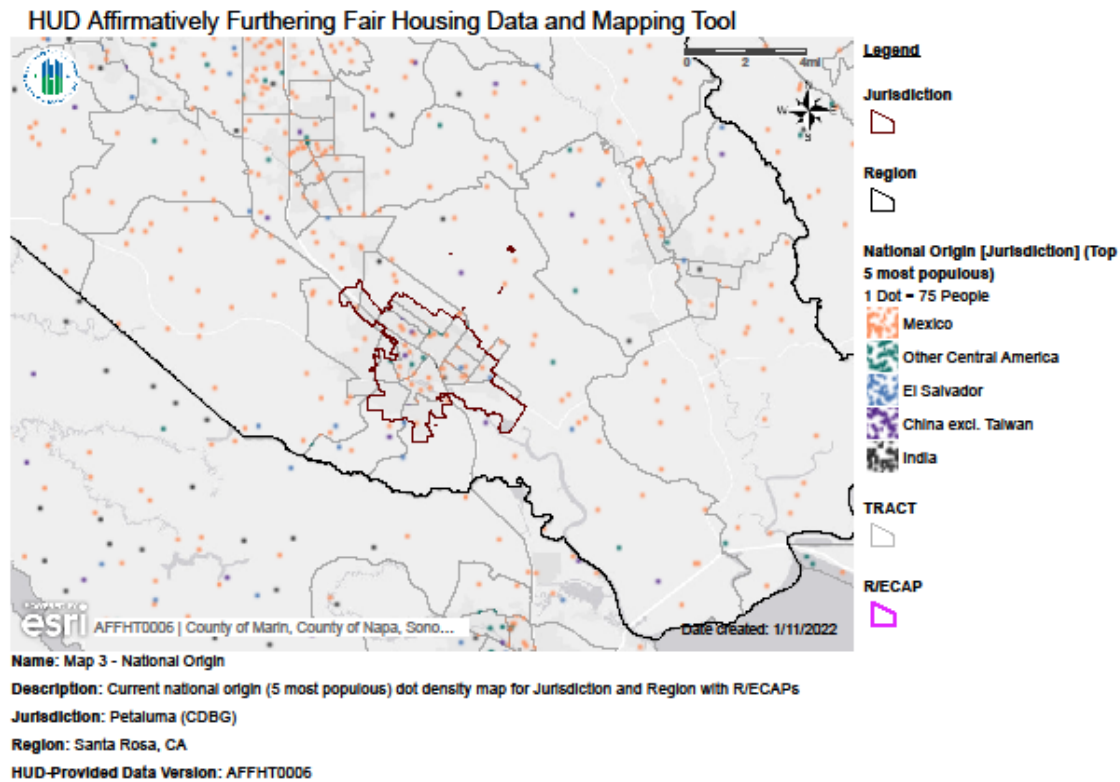 HUD Affirmatively Furthering Fair Housing Data and Mapping Tool
0 2 4mi
N
W
S
Legend
Jurisdiction
Region
National Origin [Jurisdiction] (Top
5 most populous)
1 Dot = 75 People
Mexico
Other Central America
El Salvador
China excl. Taiwan
India
TRACT
R/ECAP
POWERED BY
esri
AFFHT0006 | County of Marin, County of Napa, Sono...
Date created: 1/11/2022
Name: Map 3 - National Origin
Description: Current national origin (5 most populous) dot density map for Jurisdiction and Region with R/ECAPs
Jurisdiction: Petaluma (CDBG)
Region: Santa Rosa, CA
HUD-Provided Data Version: AFFHT0006